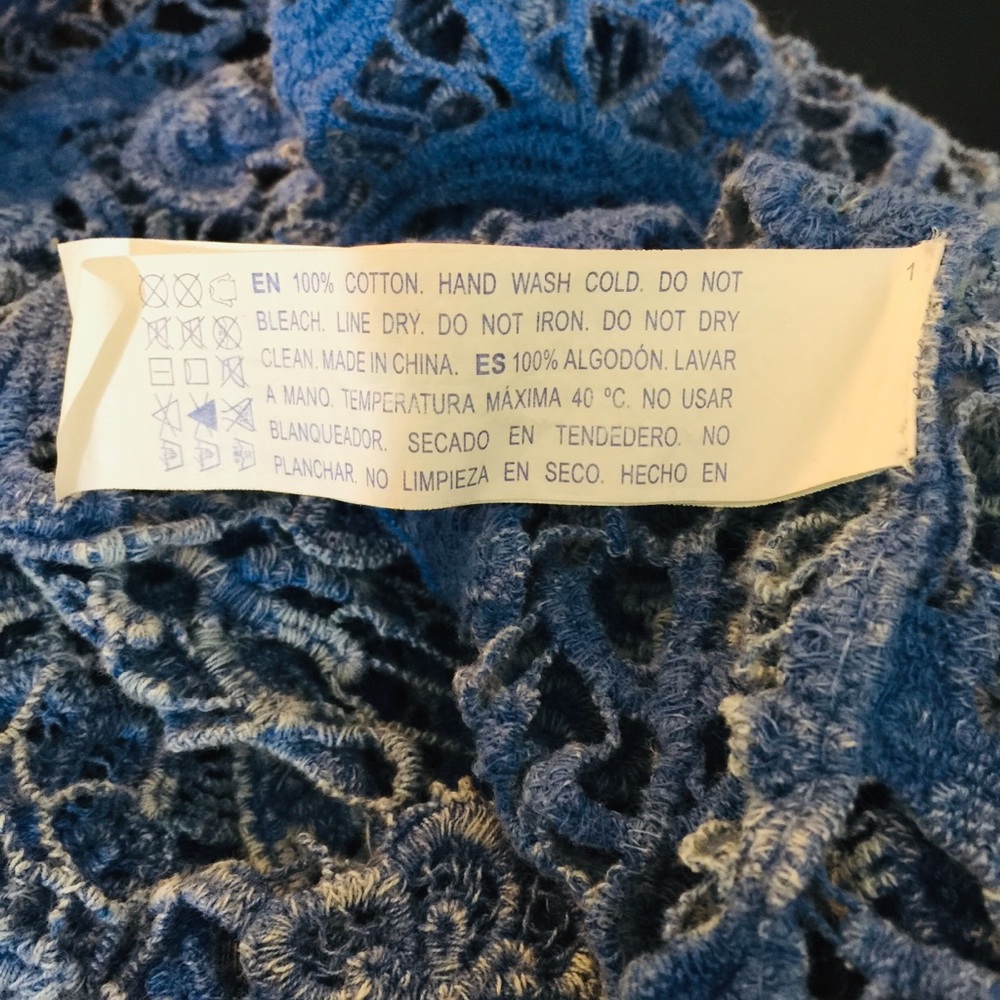 EN 100% COTTON. HAND WASH COLD. DO NOT
BLEACH. LINE DRY. DO NOT IRON. DO NOT DRY
CLEAN. MADE IN CHINA. ES 100% ALGODÓN. LAVAR
A MANO. TEMPERATURA MÁXIMA 40 ºC. NO USAR
BLANQUEADOR. SECADO EN TENDEDERO. NO
PLANCHAR. NO LIMPIEZA EN SECO. HECHO EN
1